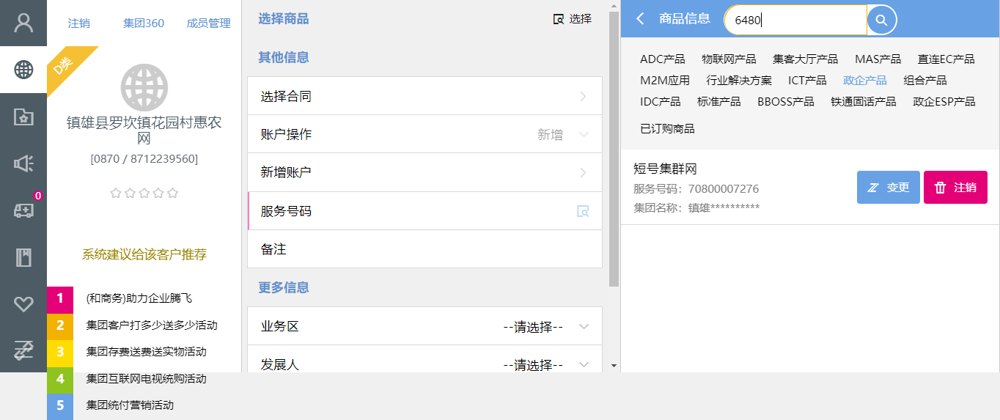 注销 集团360 成员管理
D类
镇雄县罗坎镇花园村惠农
网
[0870 / 8712239560]
0
系统建议给该客户推荐
1 (和商务)助力企业腾飞
2 集团客户打多少送多少活动
3 集团存费送费送实物活动
4 集团互联网电视统购活动
5 集团统付营销活动
选择商品 选择
其他信息
选择合同
账户操作 新增
新增账户
服务号码
备注
更多信息
业务区 --请选择--
发展人 --请选择--
商品信息 6480
ADC产品 物联网产品 集客大厅产品 MAS产品 直连EC产品
M2M应用 行业解决方案 ICT产品 政企产品 组合产品
IDC产品 标准产品 BBOSS产品 铁通固话产品 政企ESP产品
已订购商品
短号集群网
服务号码：70800007276
集团名称：镇雄**********
变更 注销